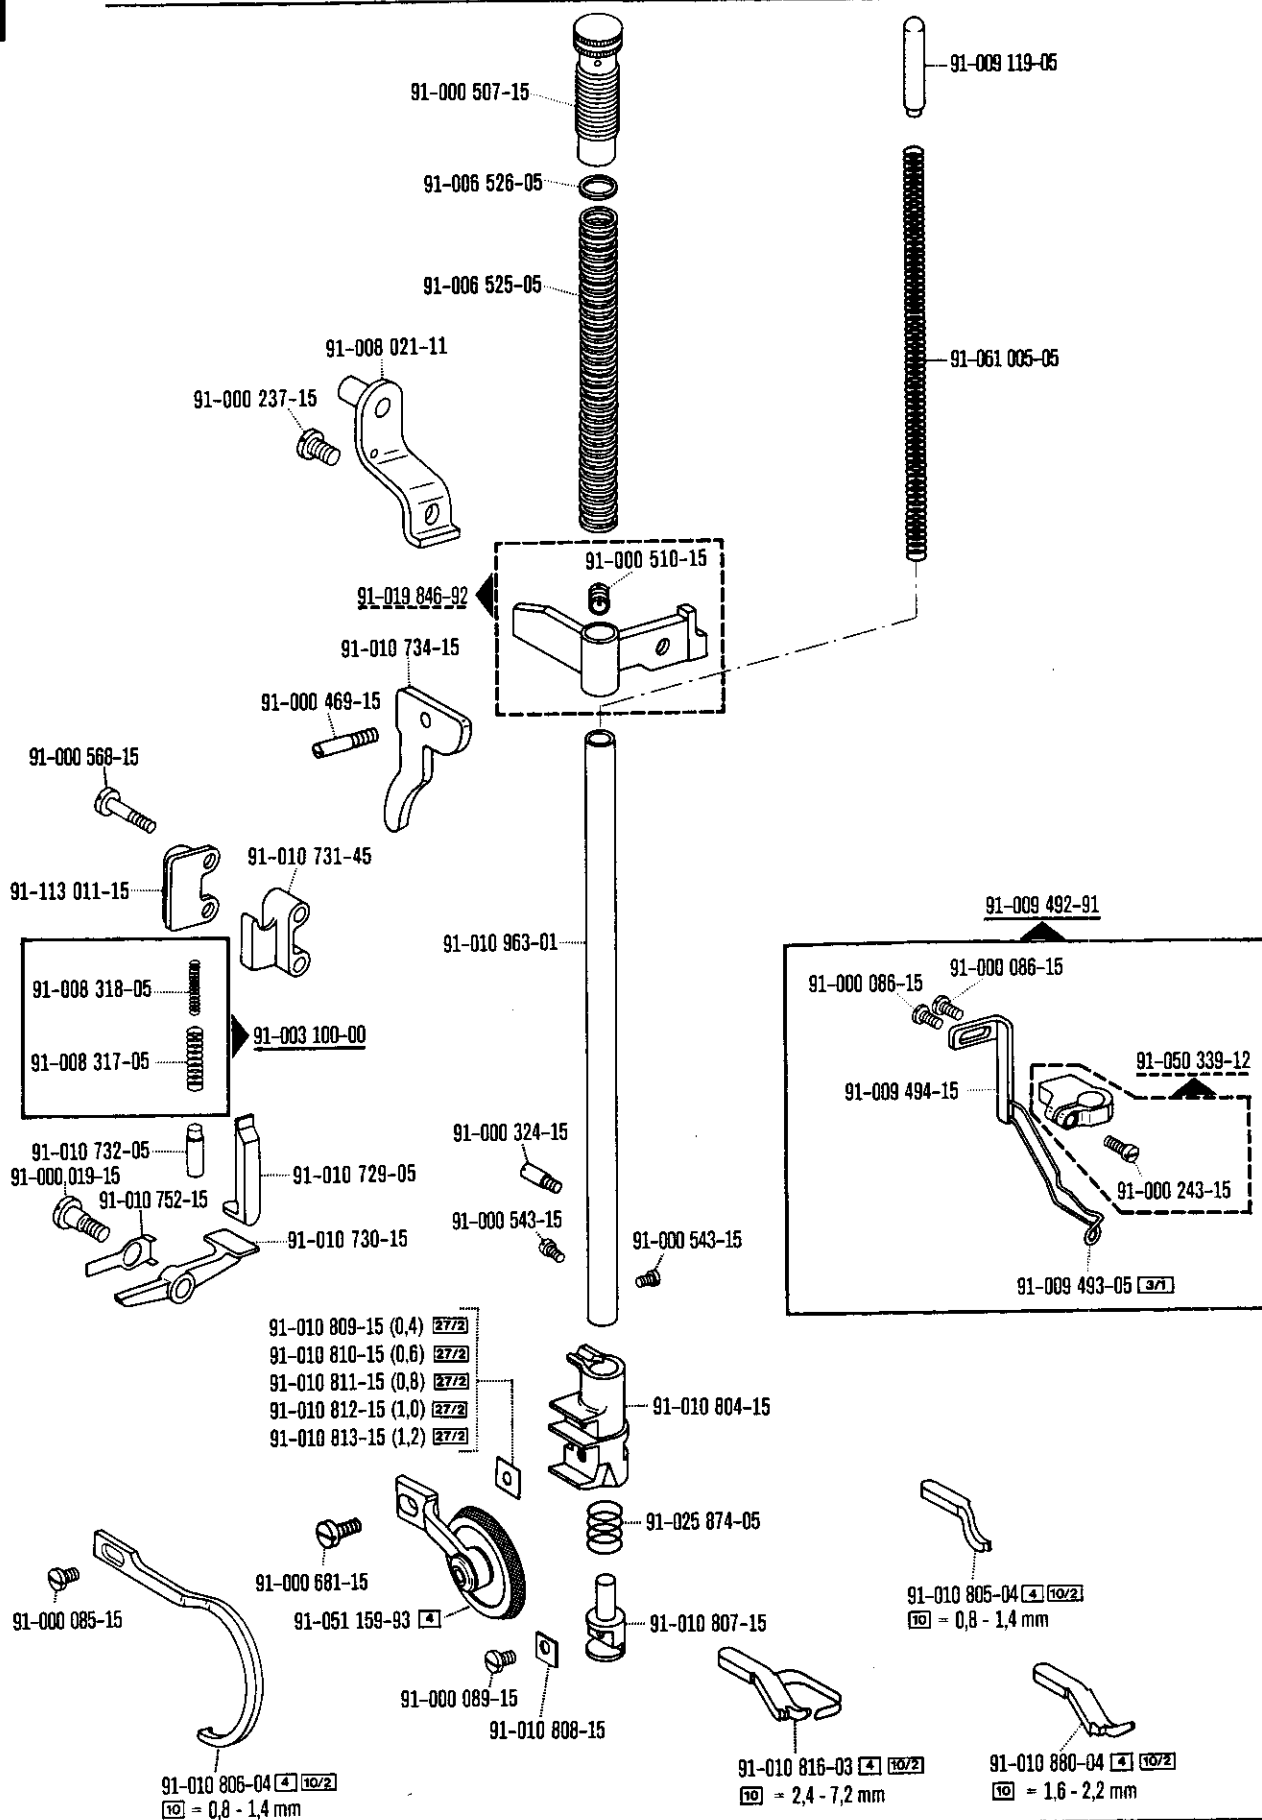 91-000 507-15
91-009 119-05
91-006 526-05
91-006 525-05
91-008 021-11
91-061 005-05
91-000 237-15
91-000 510-15
91-019 846-92
91-010 734-15
91-000 469-15
91-000 568-15
91-010 731-45
91-113 011-15
91-009 492-91
91-010 963-01
91-000 086-15
91-000 086-15
91-008 318-05
91-003 100-00
91-008 317-05
91-050 339-12
91-009 494-15
91-000 324-15
91-010 732-05
91-000 019-15
91-010 729-05
91-010 752-15
91-000 243-15
91-000 543-15
91-010 730-15
91-000 543-15
91-009 493-05 3/1
91-010 809-15 (0,4) 27/2
91-010 810-15 (0,6) 27/2
91-010 811-15 (0,8) 27/2
91-010 812-15 (1,0) 27/2
91-010 813-15 (1,2) 27/2
91-010 804-15
91-025 874-05
91-000 681-15
91-010 805-04 4 10/2
10 = 0,8 - 1,4 mm
91-000 085-15
91-051 159-93 4
91-010 807-15
91-000 089-15
91-010 808-15
91-010 816-03 4 10/2
10 = 2,4 - 7,2 mm
91-010 880-04 4 10/2
10 = 1,6 - 2,2 mm
91-010 806-04 4 10/2
10 = 0,8 - 1,4 mm